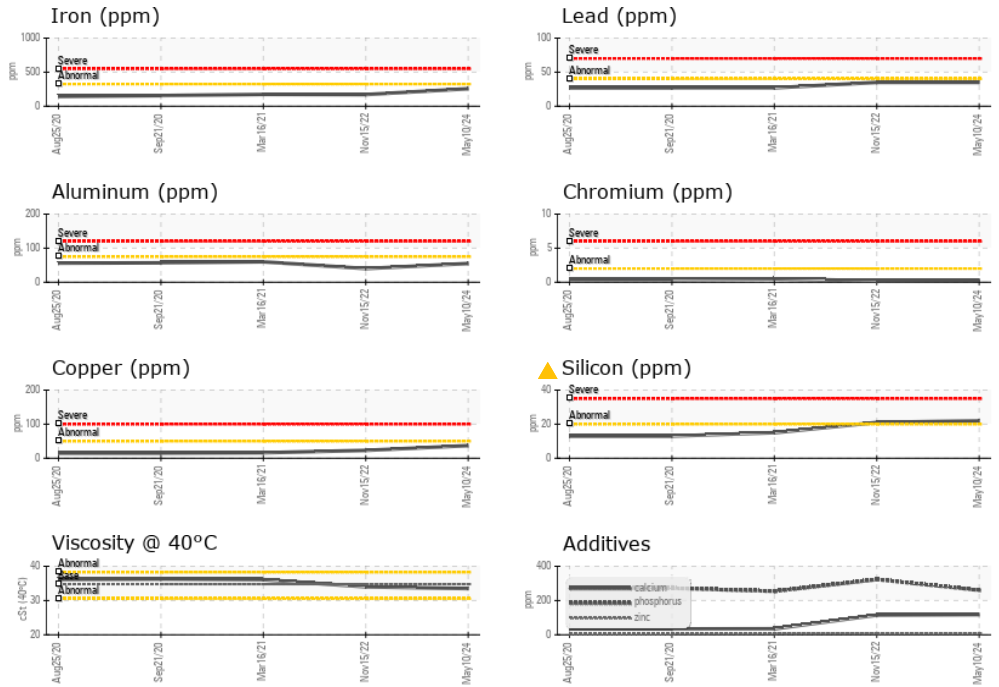 Iron (ppm)
1000
500
0
ppm
Severe
Abnormal
Aug25/20
Sep21/20
Mar16/21
Nov15/22
May10/24
Lead (ppm)
100
50
0
ppm
Severe
Abnormal
Aug25/20
Sep21/20
Mar16/21
Nov15/22
May10/24
Aluminum (ppm)
200
100
0
ppm
Severe
Abnormal
Aug25/20
Sep21/20
Mar16/21
Nov15/22
May10/24
Chromium (ppm)
10
5
0
ppm
Severe
Abnormal
Aug25/20
Sep21/20
Mar16/21
Nov15/22
May10/24
Copper (ppm)
200
100
0
ppm
Severe
Abnormal
Aug25/20
Sep21/20
Mar16/21
Nov15/22
May10/24
Silicon (ppm)
40
20
0
ppm
Severe
Abnormal
Aug25/20
Sep21/20
Mar16/21
Nov15/22
May10/24
Viscosity @ 40°C
40
30
20
cSt (40°C)
Abnormal
Base
Abnormal
Aug25/20
Sep21/20
Mar16/21
Nov15/22
May10/24
Additives
400
200
0
ppm
calcium
phosphorus
zinc
Aug25/20
Sep21/20
Mar16/21
Nov15/22
May10/24